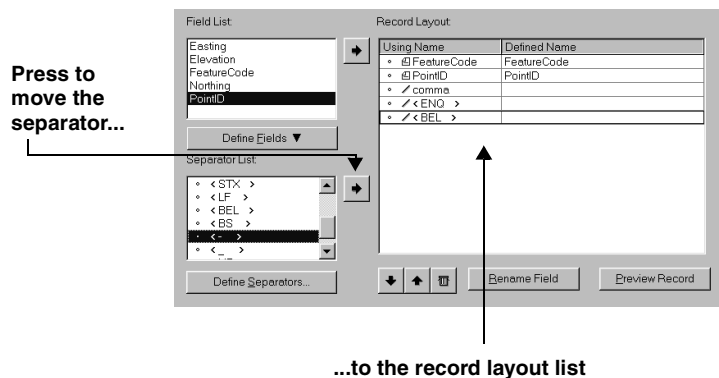 Field List:
Record Layout:
Easting
Elevation
FeatureCode
Northing
PointID
Using Name Defined Name
FeatureCode FeatureCode
PointID PointID
comma
< ENQ >
< BEL >
Press to
move the
separator...
Define Fields ▼
Separator List:
< STX >
< LF >
< BEL >
< BS >
< - >
< _ >
Define Separators...
Rename Field
Preview Record
...to the record layout list